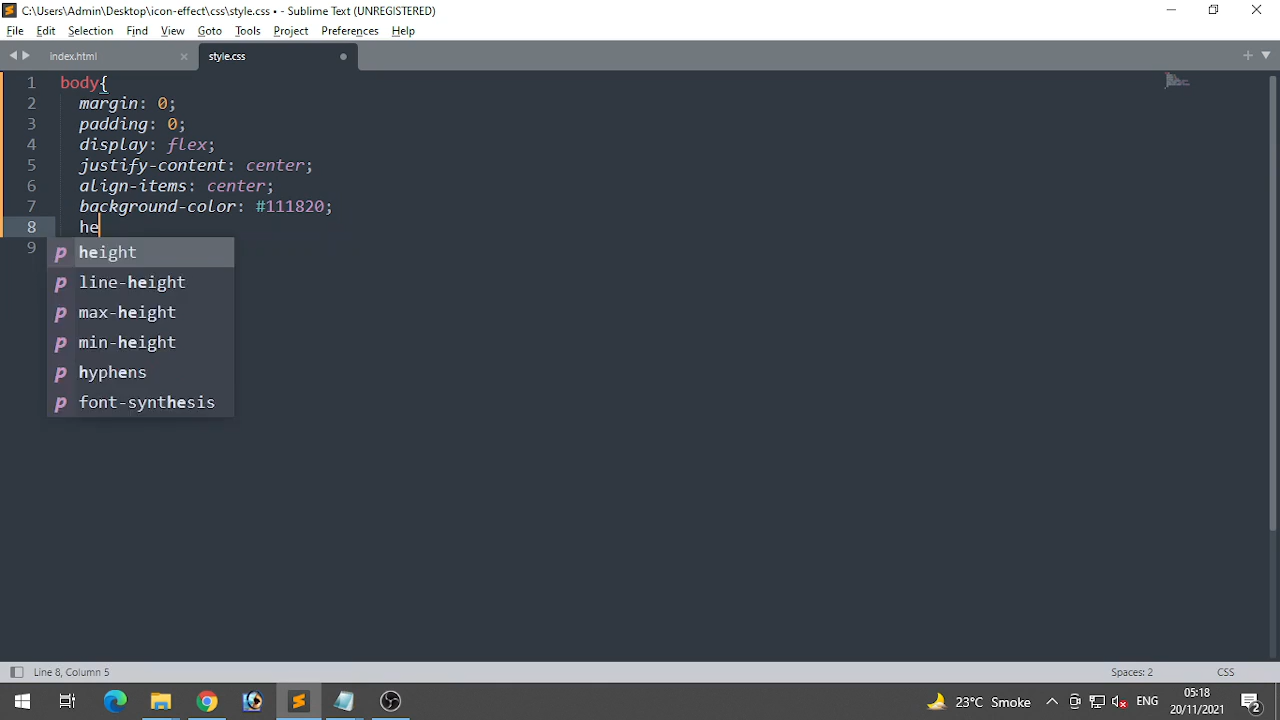 C:\Users\Admin\Desktop\icon-effect\css\style.css • - Sublime Text (UNREGISTERED)
File Edit Selection Find View Goto Tools Project Preferences Help
index.html style.css
1 body{
2 margin: 0;
3 padding: 0;
4 display: flex;
5 justify-content: center;
6 align-items: center;
7 background-color: #111820;
8 he
9
p height
p line-height
p max-height
p min-height
p hyphens
p font-synthesis
Line 8, Column 5 Spaces: 2 CSS
23°C Smoke ENG 05:18
20/11/2021 2